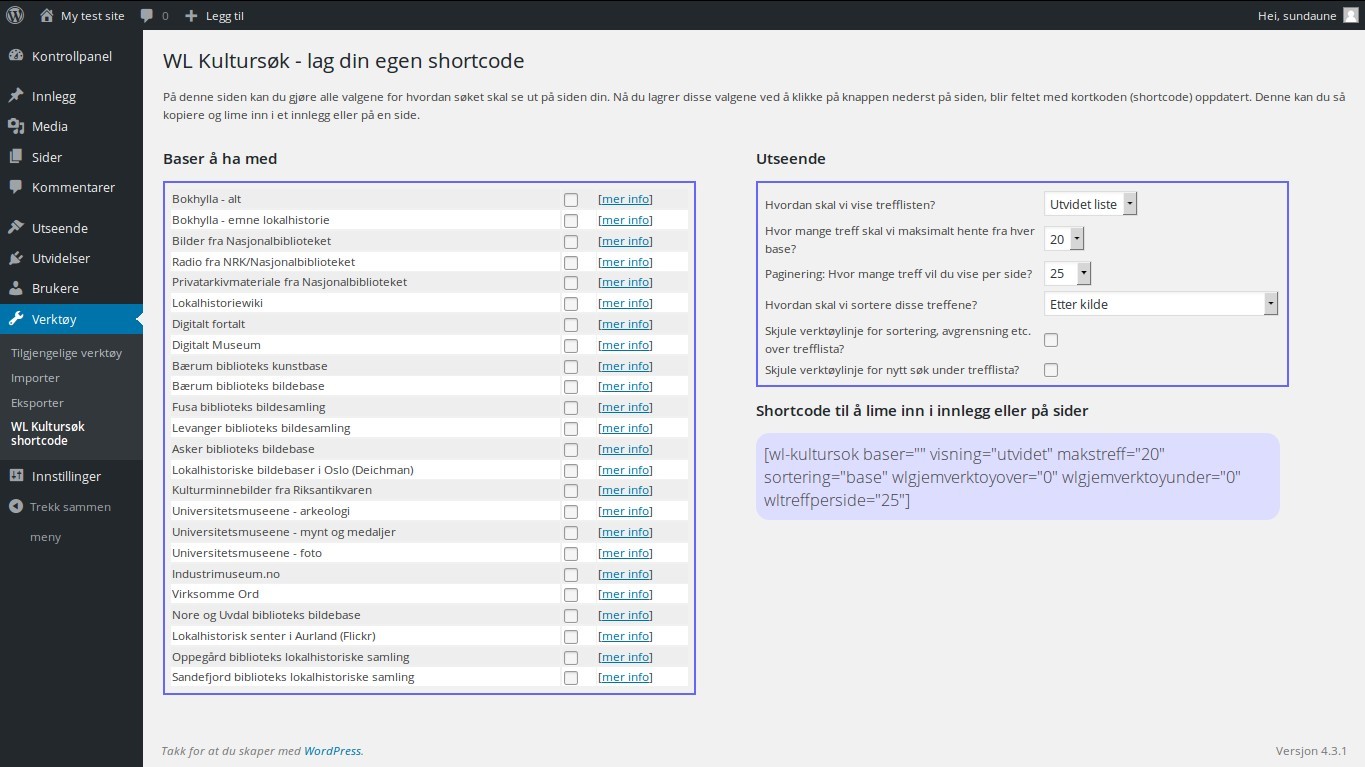 My test site
0
Legg til
Hei, sundaune
Kontrollpanel
Innlegg
Media
Sider
Kommentarer
Utseende
Utvidelser
Brukere
Verktøy
Tilgjengelige verktøy
Importer
Eksporter
WL Kultursøk
shortcode
Innstillinger
Trekk sammen
meny
WL Kultursøk - lag din egen shortcode
På denne siden kan du gjøre alle valgene for hvordan søket skal se ut på siden din. Nå du lagrer disse valgene ved å klikke på knappen nederst på siden, blir feltet med kortkoden (shortcode) oppdatert. Denne kan du så
kopiere og lime inn i et innlegg eller på en side.
Baser å ha med
Bokhylla - alt [mer info]
Bokhylla - emne lokalhistorie [mer info]
Bilder fra Nasjonalbiblioteket [mer info]
Radio fra NRK/Nasjonalbiblioteket [mer info]
Privatarkivmateriale fra Nasjonalbiblioteket [mer info]
Lokalhistoriewiki [mer info]
Digitalt fortalt [mer info]
Digitalt Museum [mer info]
Bærum biblioteks kunstbase [mer info]
Bærum biblioteks bildebase [mer info]
Fusa biblioteks bildesamling [mer info]
Levanger biblioteks bildesamling [mer info]
Asker biblioteks bildebase [mer info]
Lokalhistoriske bildebaser i Oslo (Deichman) [mer info]
Kulturminnebilder fra Riksantikvaren [mer info]
Universitetsmuseene - arkeologi [mer info]
Universitetsmuseene - mynt og medaljer [mer info]
Universitetsmuseene - foto [mer info]
Industrimuseum.no [mer info]
Virksomme Ord [mer info]
Nore og Uvdal biblioteks bildebase [mer info]
Lokalhistorisk senter i Aurland (Flickr) [mer info]
Oppegård biblioteks lokalhistoriske samling [mer info]
Sandefjord biblioteks lokalhistoriske samling [mer info]
Utseende
Hvordan skal vi vise trefflisten? Utvidet liste
Hvor mange treff skal vi maksimalt hente fra hver
base? 20
Paginering: Hvor mange treff vil du vise per side? 25
Hvordan skal vi sortere disse treffene? Etter kilde
Skjule verktøylinje for sortering, avgrensning etc.
over trefflista?
Skjule verktøylinje for nytt søk under trefflista?
Shortcode til å lime inn i innlegg eller på sider
[wl-kultursok baser="" visning="utvidet" makstreff="20"
sortering="base" wlgjemverktoyover="0" wlgjemverktoyunder="0"
wltreffperside="25"]
Takk for at du skaper med WordPress.
Versjon 4.3.1